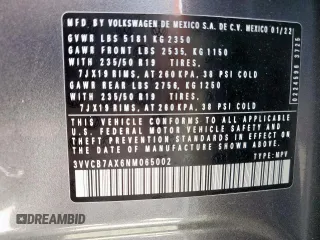 MFD.BY VOLKSWAGEN DE MEXICO S.A. DE C.V. MEXICO 01/22
GVWR LBS 5181 KG 2350
GAWR FRONT LBS 2535, KG 1150
WITH 235/50 R19 TIRES,
7JX19 RIMS, AT 260 KPA, 38 PSI COLD
GAWR REAR LBS 2756, KG 1250
WITH 235/50 R19 TIRES,
7JX19 RIMS, AT 260 KPA, 38 PSI COLD
THIS VEHICLE CONFORMS TO ALL APPLICABLE
FEDERAL MOTOR VEHICLE SAFETY, BUMPER, AND
THEFT PREVENTION STANDARDS IN EFFECT ON THE
DATE OF MANUFACTURE SHOWN ABOVE.
3VVCB7AX6NM065002
TYPE:MPV
DREAMBID